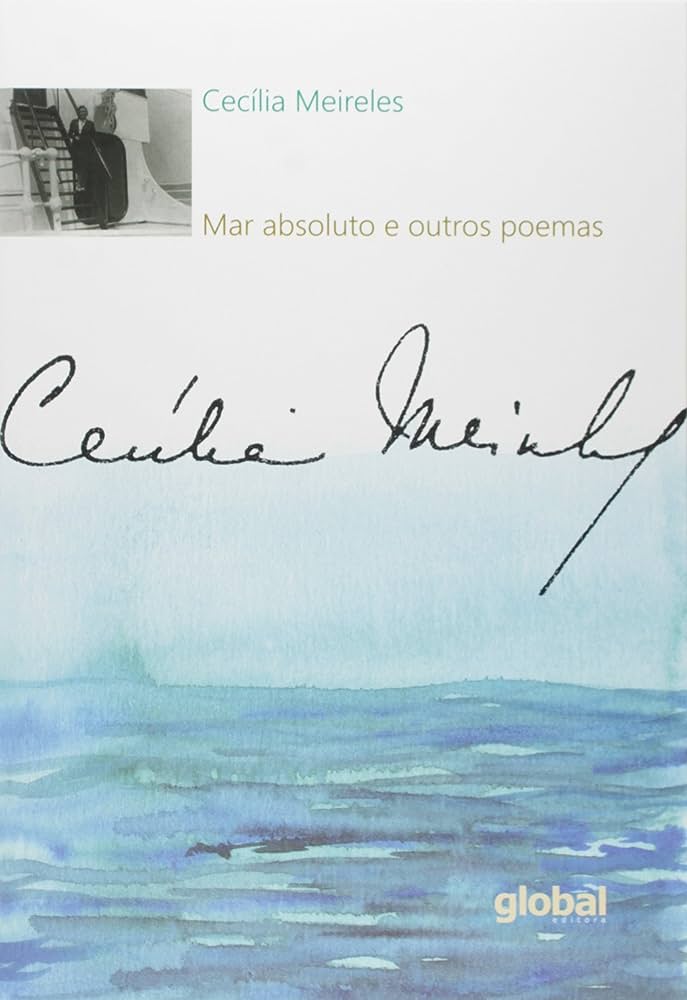 Cecília Meireles
Mar absoluto e outros poemas
Cecília Meireles
global
editora